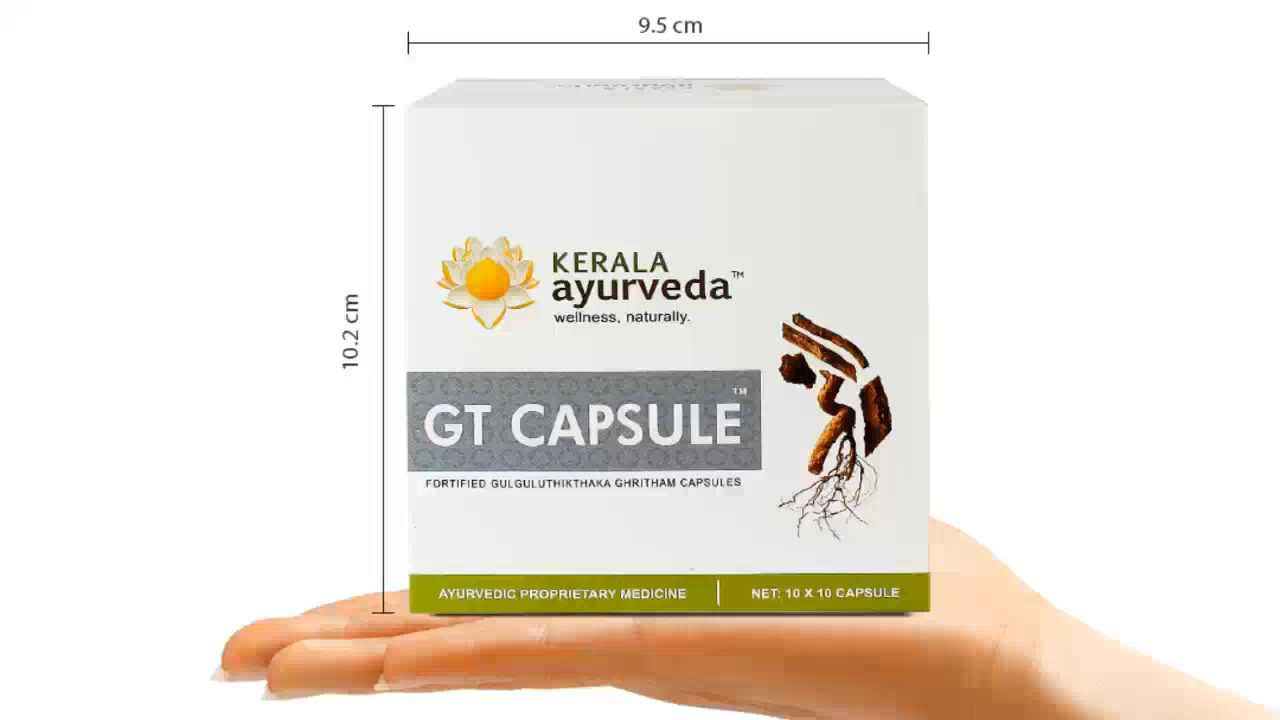 9.5 cm
10.2 cm
KERALA
ayurveda™
wellness, naturally.
GT CAPSULE™
FORTIFIED GULGULUTHIKTHAKA GHRITHAM CAPSULES
AYURVEDIC PROPRIETARY MEDICINE | NET: 10 X 10 CAPSULE